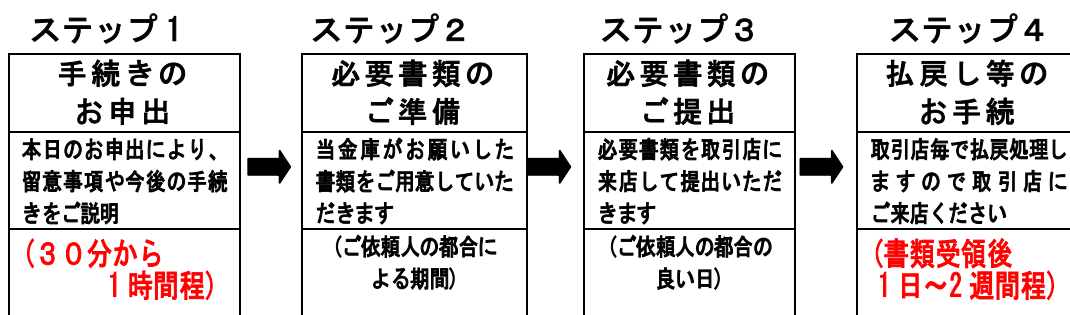 ステップ1
手続きの
お申出
本日のお申出により、
留意事項や今後の手続
きをご説明
(30分から
1時間程)
ステップ2
必要書類の
ご準備
当金庫がお願いした
書類をご用意していた
だきます
(ご依頼人の都合に
よる期間)
ステップ3
必要書類の
ご提出
必要書類を取引店に
来店して提出いただ
きます
(ご依頼人の都合の
良い日)
ステップ4
払戻し等の
お手続
取引店毎で払戻処理し
ますので取引店に
ご来店ください
(書類受領後
1日～2週間程)